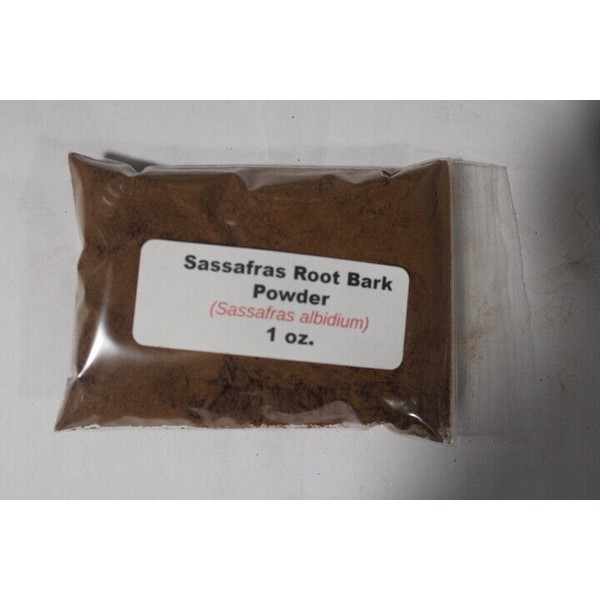 Sassafras Root Bark
Powder
(Sassafras albidium)
1 oz.